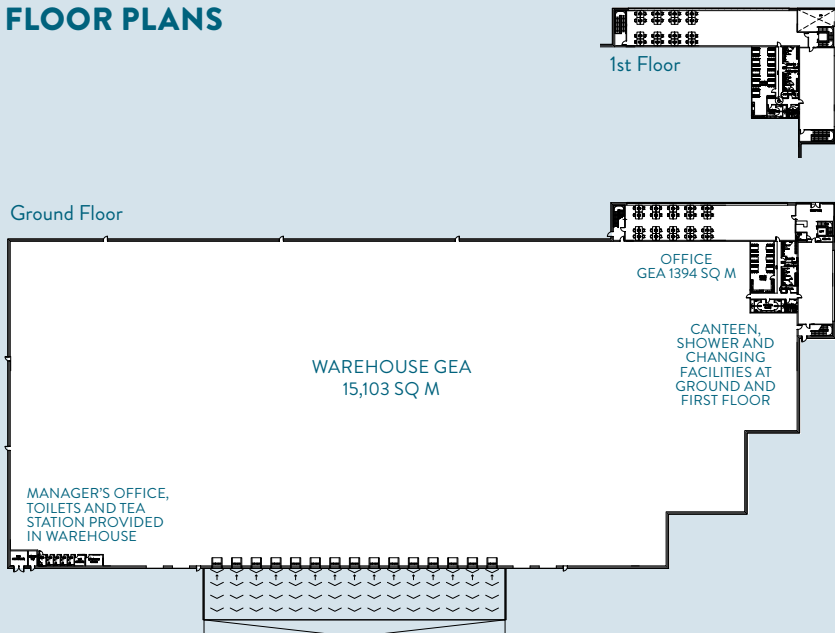 FLOOR PLANS
1st Floor
Ground Floor
OFFICE
GEA 1394 SQ M
WAREHOUSE GEA
15,103 SQ M
CANTEEN,
SHOWER AND
CHANGING
FACILITIES AT
GROUND AND
FIRST FLOOR
MANAGER'S OFFICE,
TOILETS AND TEA
STATION PROVIDED
IN WAREHOUSE